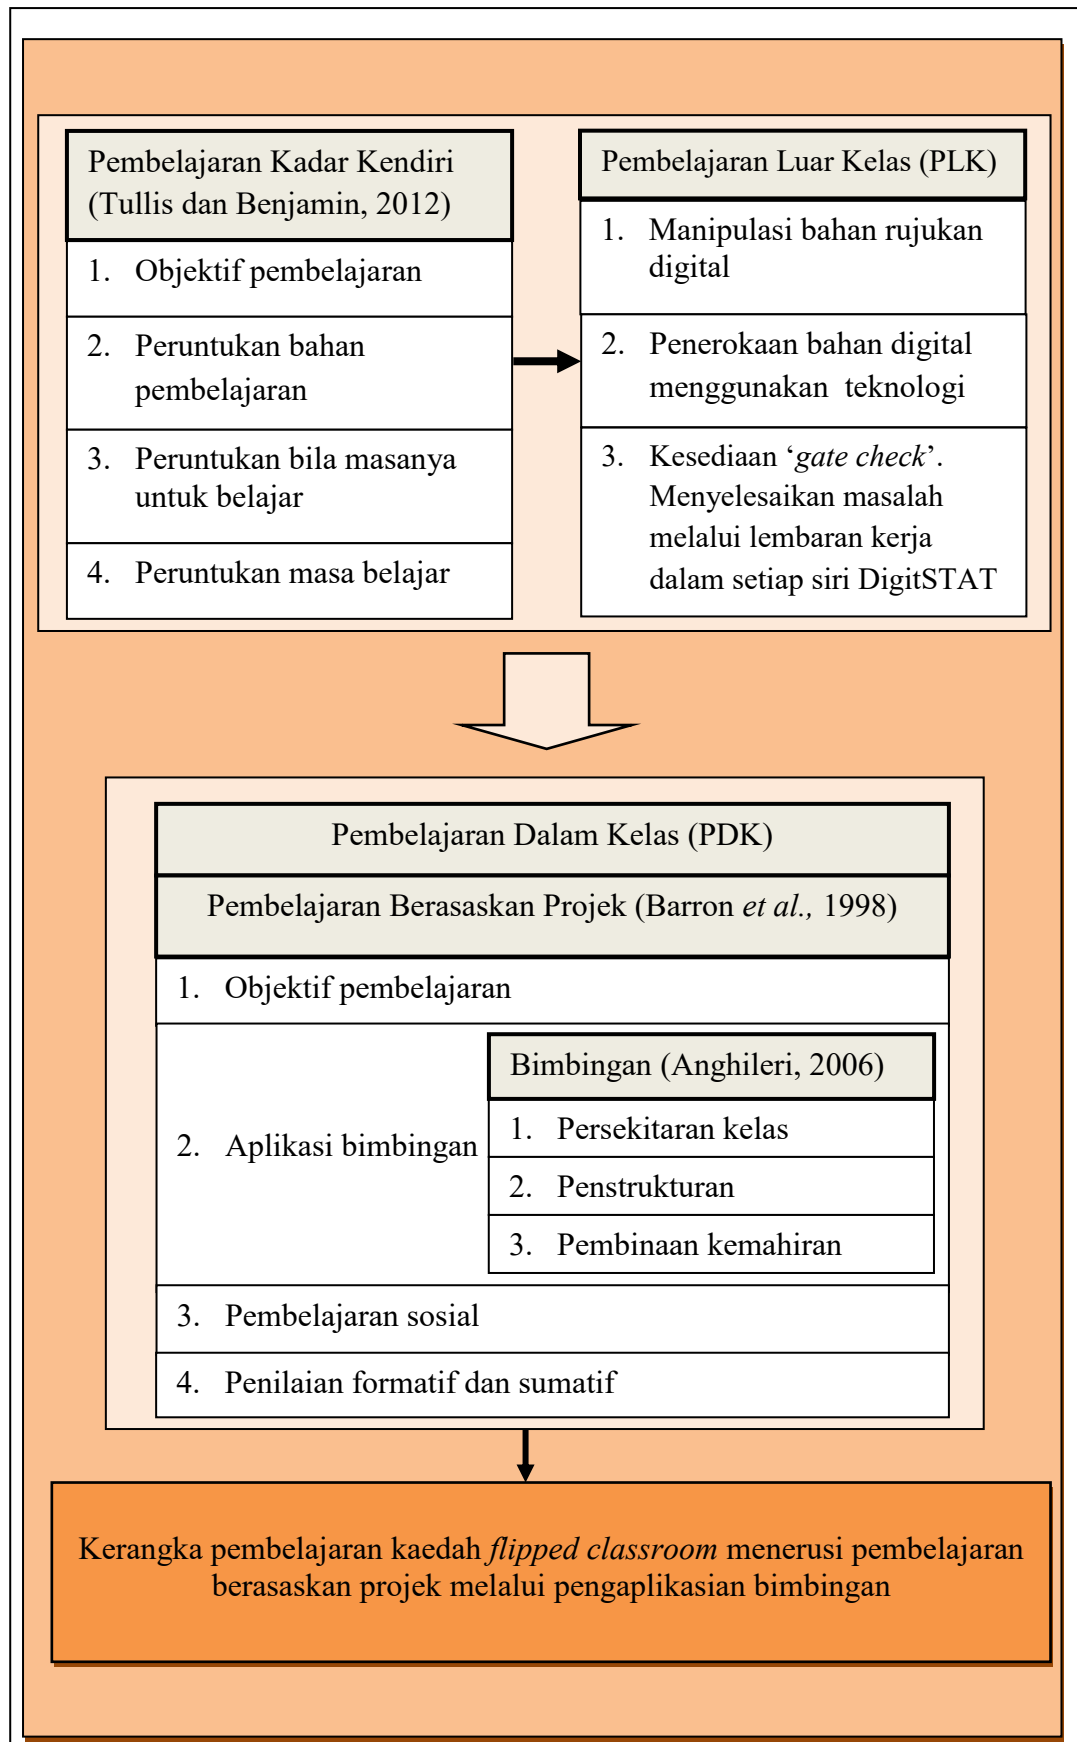 Pembelajaran Kadar Kendiri
(Tullis dan Benjamin, 2012)
1. Objektif pembelajaran
2. Peruntukan bahan
pembelajaran
3. Peruntukan bila masanya
untuk belajar
4. Peruntukan masa belajar
Pembelajaran Luar Kelas (PLK)
1. Manipulasi bahan rujukan
digital
2. Penerokaan bahan digital
menggunakan teknologi
3. Kesediaan ‘gate check’.
Menyelesaikan masalah
melalui lembaran kerja
dalam setiap siri DigitSTAT
Pembelajaran Dalam Kelas (PDK)
Pembelajaran Berasaskan Projek (Barron et al., 1998)
1. Objektif pembelajaran
2. Aplikasi bimbingan
Bimbingan (Anghileri, 2006)
1. Persekitaran kelas
2. Penstrukturan
3. Pembinaan kemahiran
3. Pembelajaran sosial
4. Penilaian formatif dan sumatif
Kerangka pembelajaran kaedah flipped classroom menerusi pembelajaran
berasaskan projek melalui pengaplikasian bimbingan